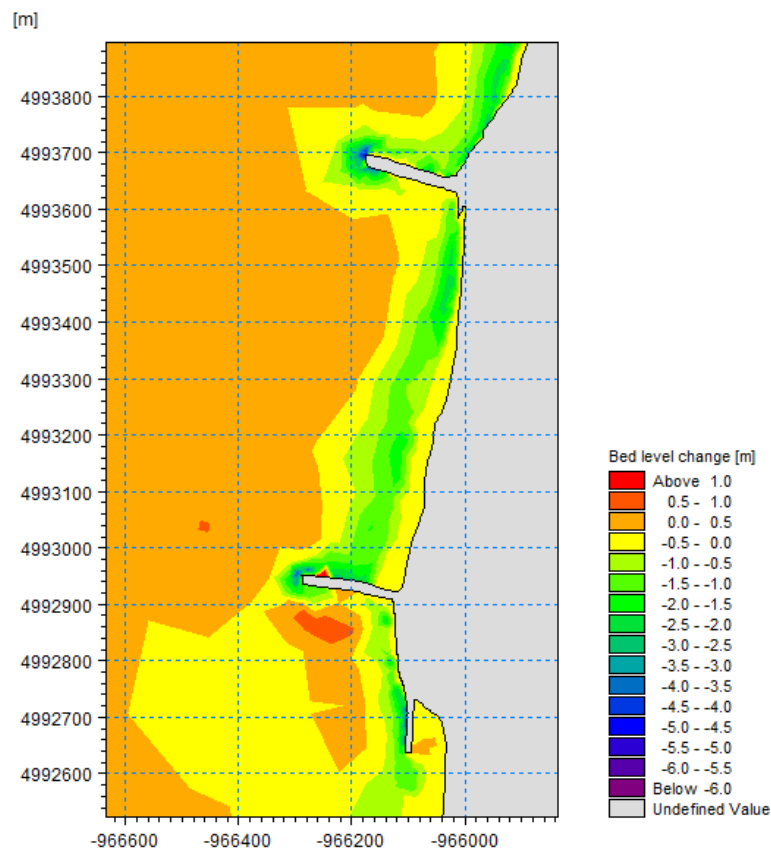 [m]
4993800
4993700
4993600
4993500
4993400
4993300
4993200
4993100
4993000
4992900
4992800
4992700
4992600
-966600 -966400 -966200 -966000
Bed level change [m]
Above 1.0
0.5 - 1.0
0.0 - 0.5
-0.5 - 0.0
-1.0 - -0.5
-1.5 - -1.0
-2.0 - -1.5
-2.5 - -2.0
-3.0 - -2.5
-3.5 - -3.0
-4.0 - -3.5
-4.5 - -4.0
-5.0 - -4.5
-5.5 - -5.0
-6.0 - -5.5
Below -6.0
Undefined Value